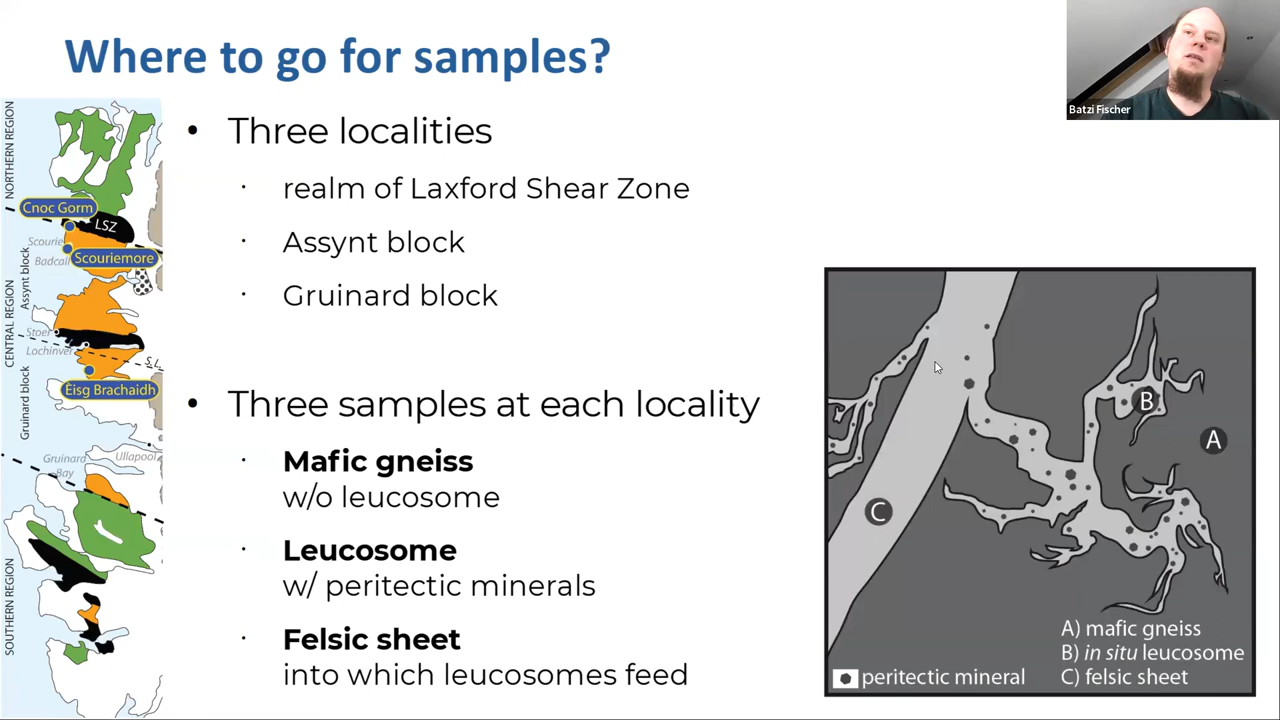 Where to go for samples?
Batzi Fischer
NORTHERN REGION
CENTRAL REGION
SOUTHERN REGION
Assynt block
Gruinard block
Cnoc Gorm
LSZ
Scourie
Scouriemore
Badcall
Stoer
Lochinver
S.L.
Eisg Brachaidh
Ullapool
Gruinard
Bay
• Three localities
· realm of Laxford Shear Zone
· Assynt block
· Gruinard block
• Three samples at each locality
· Mafic gneiss
w/o leucosome
· Leucosome
w/ peritectic minerals
· Felsic sheet
into which leucosomes feed
B
A
C
A) mafic gneiss
B) in situ leucosome
C) felsic sheet
peritectic mineral